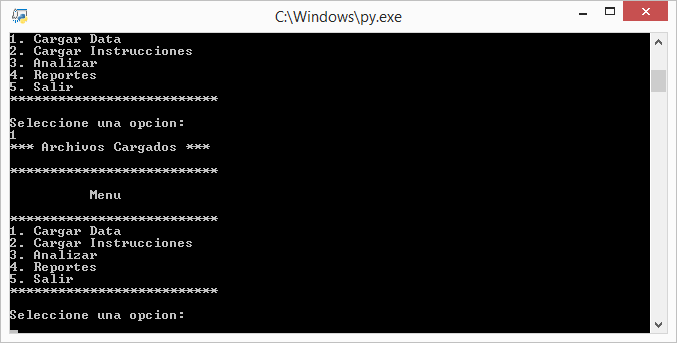 C:\Windows\py.exe
1. Cargar Data
2. Cargar Instrucciones
3. Analizar
4. Reportes
5. Salir
**************************
Seleccione una opcion:
1
*** Archivos Cargados ***
**************************
Menu
**************************
1. Cargar Data
2. Cargar Instrucciones
3. Analizar
4. Reportes
5. Salir
**************************
Seleccione una opcion: